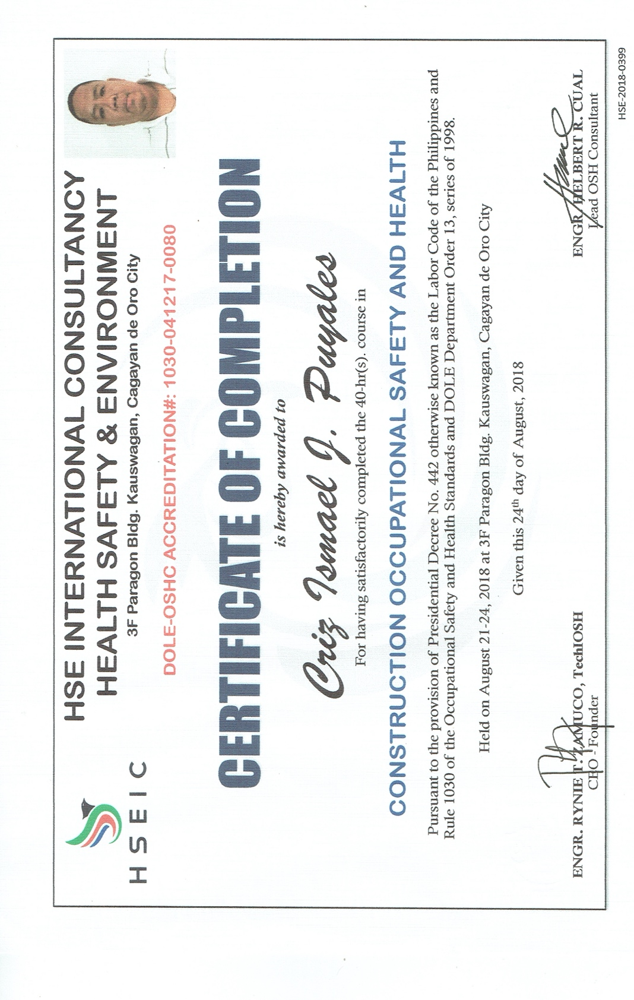 HSE INTERNATIONAL CONSULTANCY
HEALTH SAFETY & ENVIRONMENT
3F Paragon Bldg. Kauswagan, Cagayan de Oro City
HSEIC
DOLE-OSHC ACCREDITATION#: 1030-041217-0080
CERTIFICATE OF COMPLETION
is hereby awarded to
Criz Ismael J. Puyales
For having satisfactorily completed the 40-hr(s). course in
CONSTRUCTION OCCUPATIONAL SAFETY AND HEALTH
Pursuant to the provision of Presidential Decree No. 442 otherwise known as the Labor Code of the Philippines and
Rule 1030 of the Occupational Safety and Health Standards and DOLE Department Order 13, series of 1998.
Held on August 21-24, 2018 at 3F Paragon Bldg. Kauswagan, Cagayan de Oro City
Given this 24th day of August, 2018
ENGR. RYNIE T. ZAMUCO, TechIOSH
CEO - Founder
ENGR. HELBERT R. CUAL
Lead OSH Consultant
HSE-2018-0399